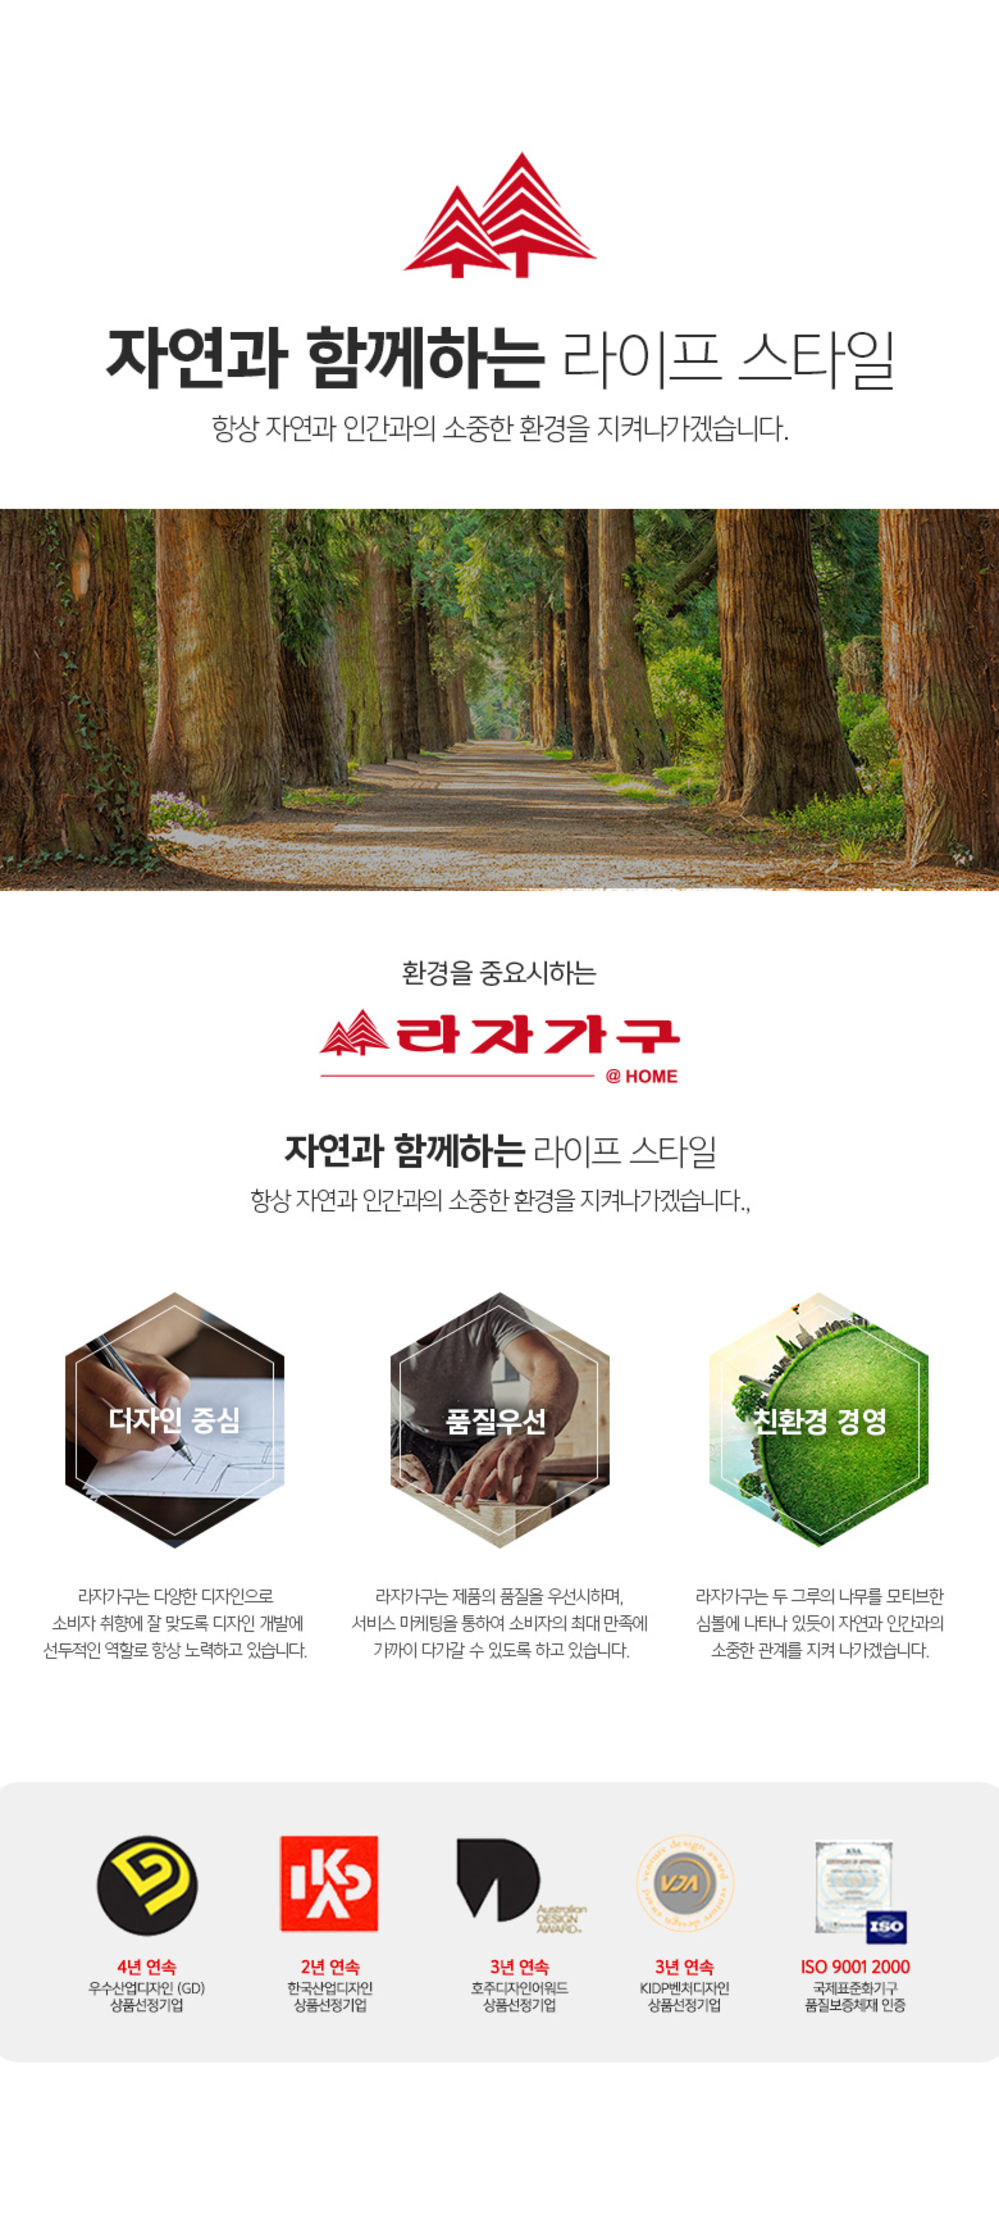 자연과 함께하는 라이프 스타일
항상 자연과 인간과의 소중한 환경을 지켜나가겠습니다.
환경을 중요시하는
라자가구
@ HOME
자연과 함께하는 라이프 스타일
항상 자연과 인간과의 소중한 환경을 지켜나가겠습니다.,
디자인 중심
품질우선
친환경 경영
라자가구는 다양한 디자인으로
소비자 취향에 잘 맞도록 디자인 개발에
선두적인 역할로 항상 노력하고 있습니다.
라자가구는 제품의 품질을 우선시하며,
서비스 마케팅을 통하여 소비자의 최대 만족에
가까이 다가갈 수 있도록 하고 있습니다.
라자가구는 두 그루의 나무를 모티브한
심볼에 나타나 있듯이 자연과 인간과의
소중한 관계를 지켜 나가겠습니다.
Australian
DESIGN
AWARD
venture design award venture design award
VDA
ISO
4년 연속
우수산업디자인 (GD)
상품선정기업
2년 연속
한국산업디자인
상품선정기업
3년 연속
호주디자인어워드
상품선정기업
3년 연속
KIDP벤처디자인
상품선정기업
ISO 9001 2000
국제표준화기구
품질보증체재 인증